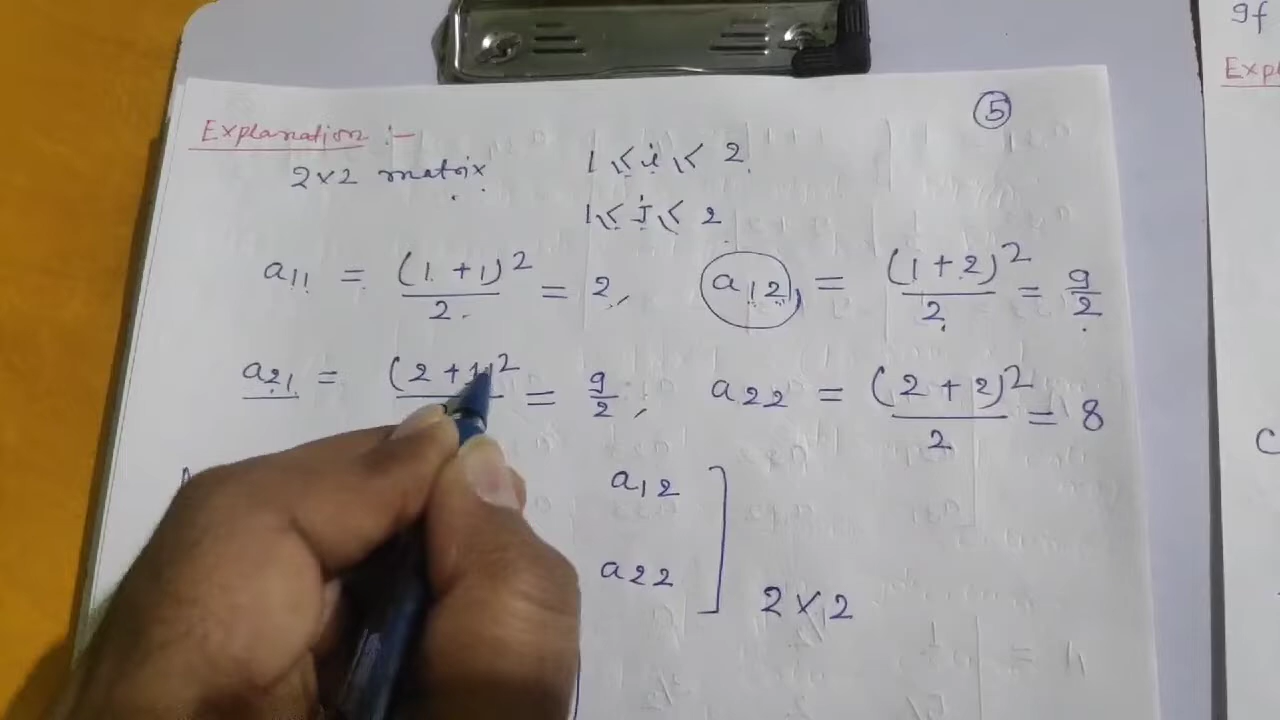 5
Explanation :-
2×2 matrix 1 ≤ i ≤ 2
1 ≤ j ≤ 2
a11 = (1+1)²/2 = 2, a12, = (1+2)²/2 = 9/2
a21 = (2+1)² = 9/2, a22 = (2+2)²/2 = 8
a12
a22
2×2
gf
Expl
C